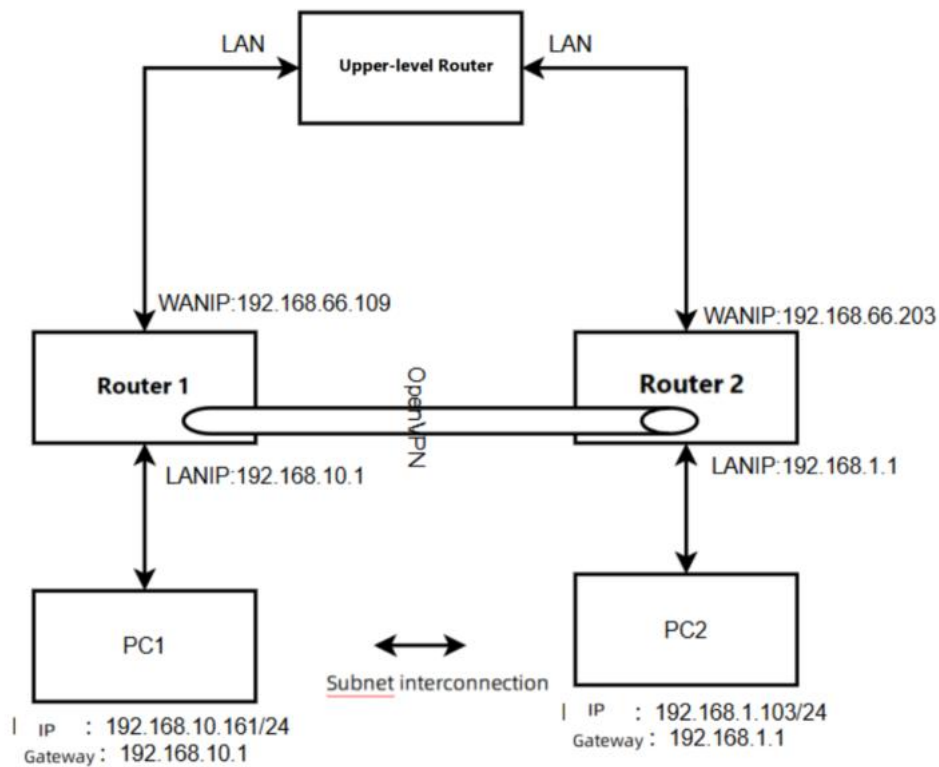 LAN
LAN
Upper-level Router
WANIP:192.168.66.109
WANIP:192.168.66.203
Router 1
Router 2
OpenVPN
LANIP:192.168.10.1
LANIP:192.168.1.1
PC1
PC2
Subnet interconnection
IP : 192.168.10.161/24
Gateway : 192.168.10.1
IP : 192.168.1.103/24
Gateway : 192.168.1.1